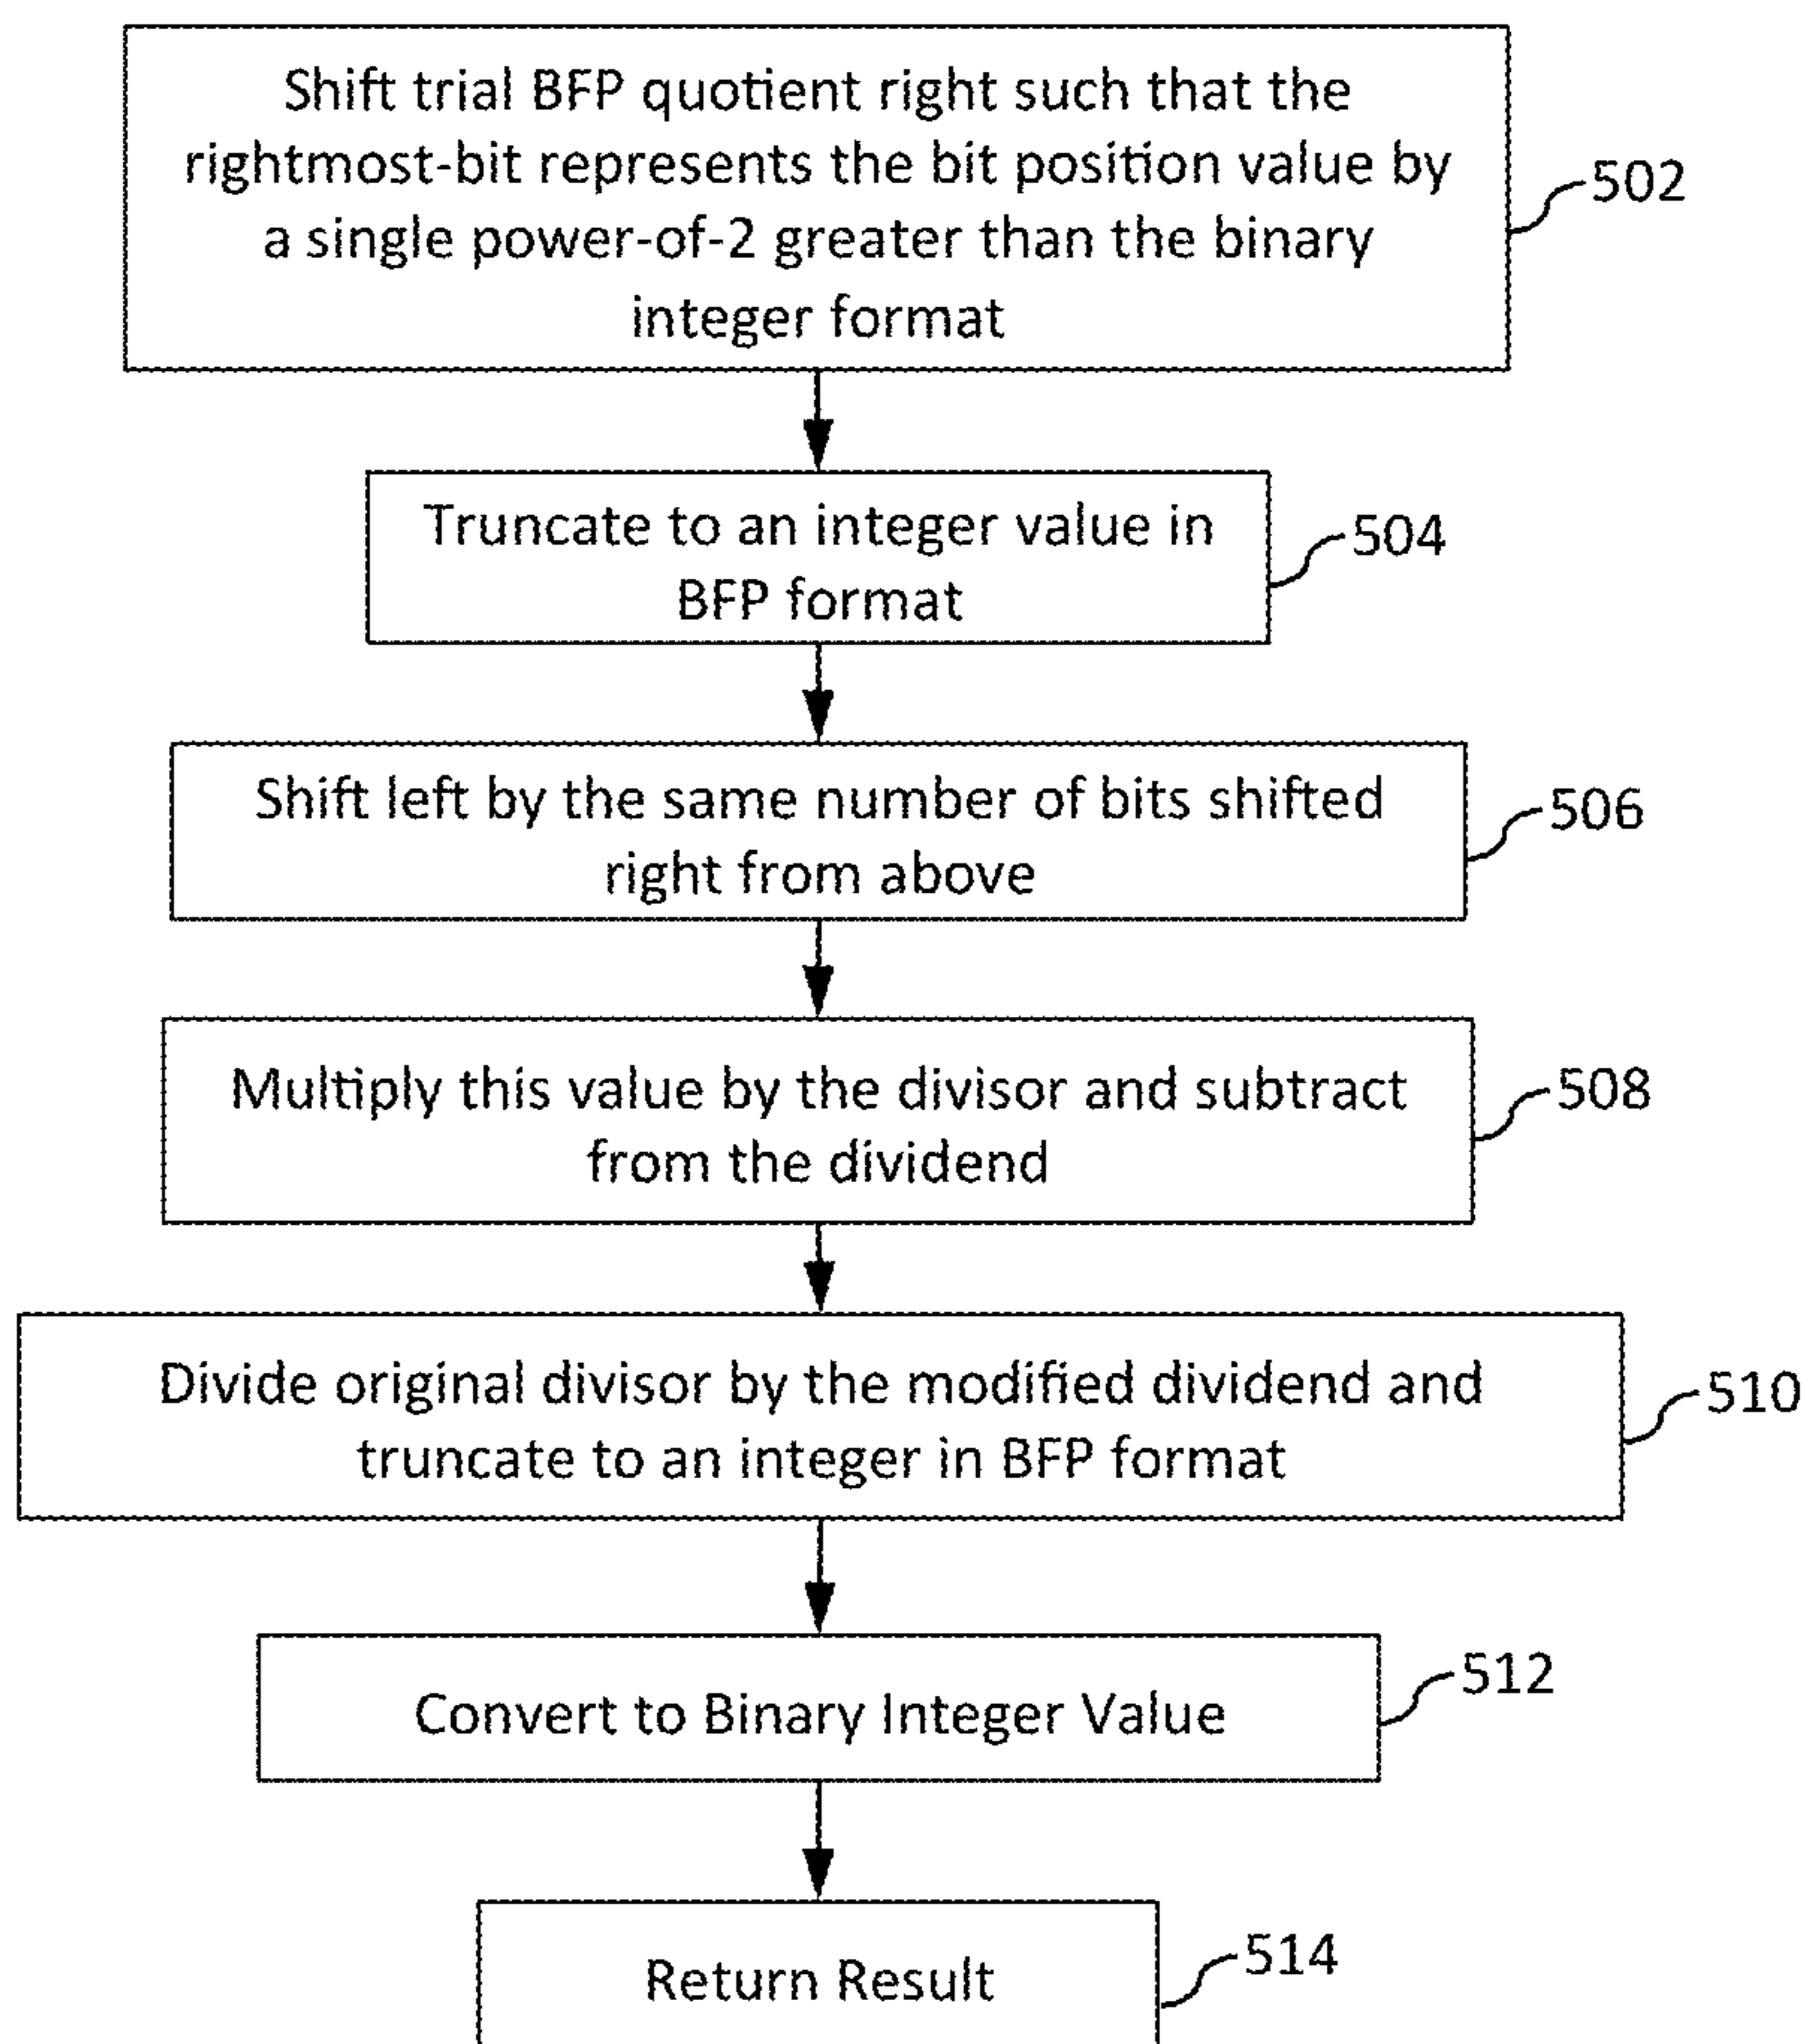 Shift trial BFP quotient right such that the
rightmost-bit represents the bit position value by
a single power-of-2 greater than the binary
integer format
502
Truncate to an integer value in
BFP format
504
Shift left by the same number of bits shifted
right from above
506
Multiply this value by the divisor and subtract
from the dividend
508
Divide original divisor by the modified dividend and
truncate to an integer in BFP format
510
Convert to Binary Integer Value
512
Return Result
514